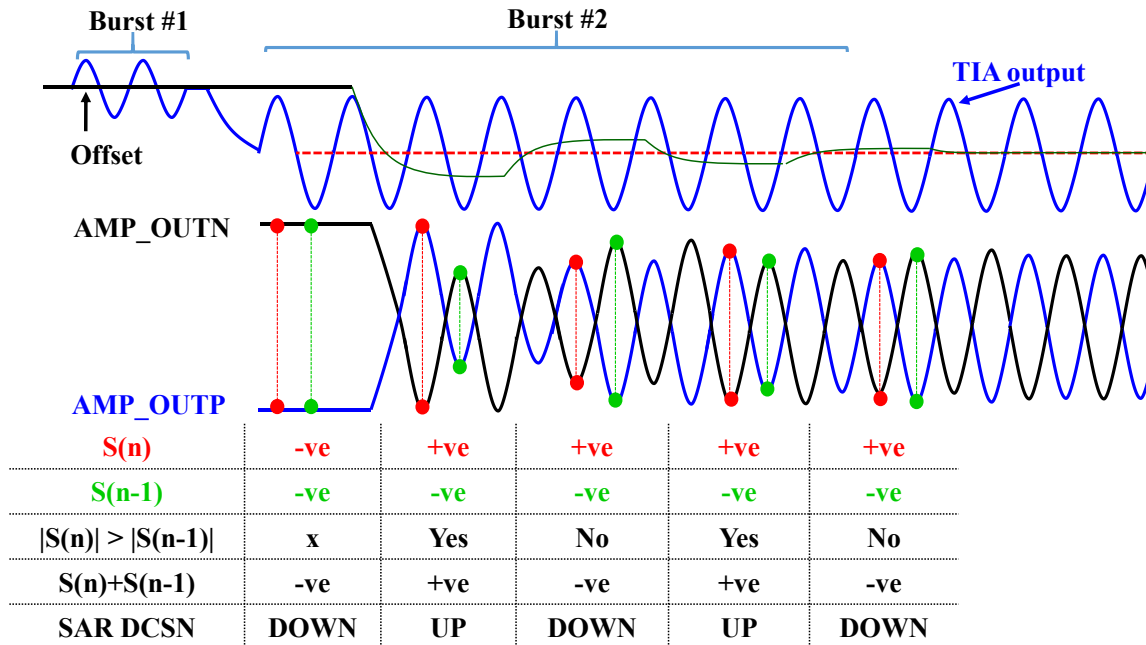 Burst #1
Burst #2
TIA output
Offset
AMP_OUTN
AMP_OUTP
S(n) -ve +ve +ve +ve +ve
S(n-1) -ve -ve -ve -ve -ve
|S(n)| > |S(n-1)| x Yes No Yes No
S(n)+S(n-1) -ve +ve -ve +ve -ve
SAR DCSN DOWN UP DOWN UP DOWN